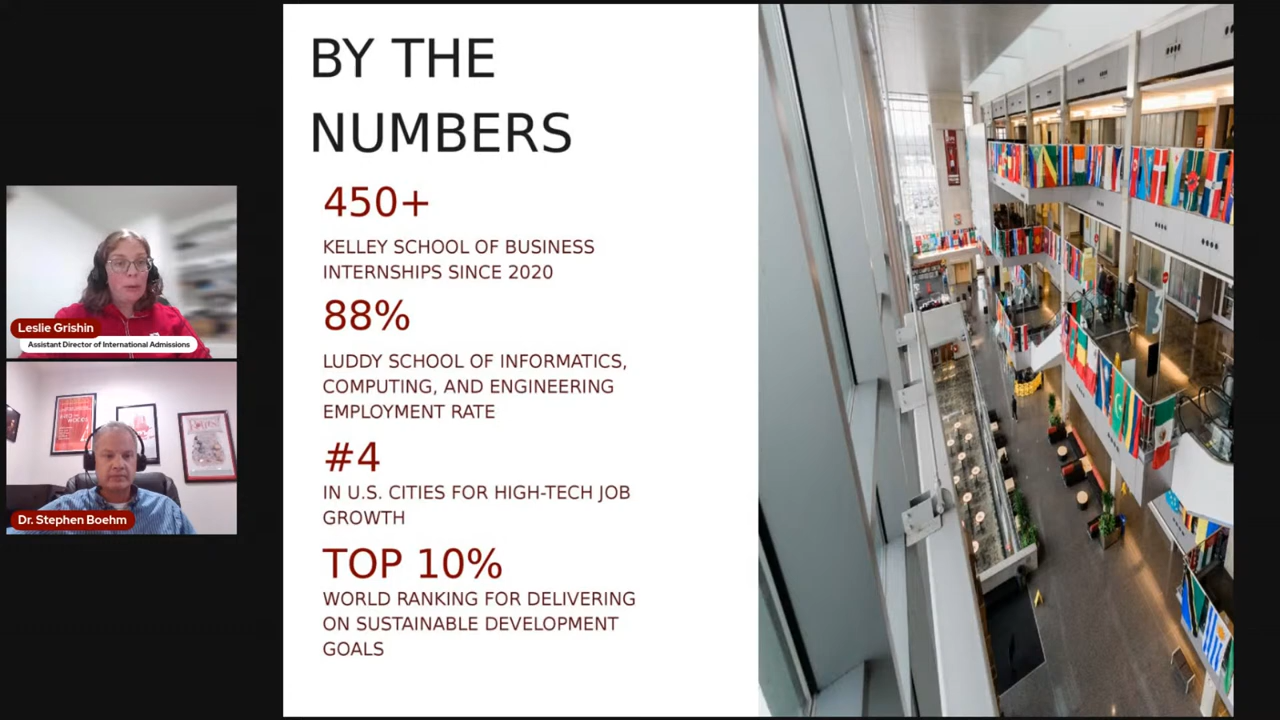 BY THE
NUMBERS
450+
KELLEY SCHOOL OF BUSINESS
INTERNSHIPS SINCE 2020
88%
LUDDY SCHOOL OF INFORMATICS,
COMPUTING, AND ENGINEERING
EMPLOYMENT RATE
#4
IN U.S. CITIES FOR HIGH-TECH JOB
GROWTH
TOP 10%
WORLD RANKING FOR DELIVERING
ON SUSTAINABLE DEVELOPMENT
GOALS
Leslie Grishin
Assistant Director of International Admissions
Dr. Stephen Boehm